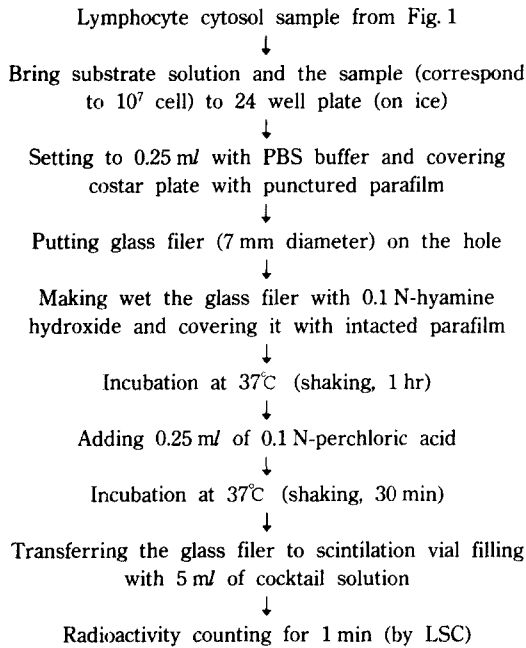 Lymphocyte cytosol sample from Fig. 1
↓
Bring substrate solution and the sample (correspond
to 10⁷ cell) to 24 well plate (on ice)
↓
Setting to 0.25 ml with PBS buffer and covering
costar plate with punctured parafilm
↓
Putting glass filer (7 mm diameter) on the hole
↓
Making wet the glass filer with 0.1 N-hyamine
hydroxide and covering it with intacted parafilm
↓
Incubation at 37℃ (shaking, 1 hr)
↓
Adding 0.25 ml of 0.1 N-perchloric acid
↓
Incubation at 37℃ (shaking, 30 min)
↓
Transferring the glass filer to scintilation vial filling
with 5 ml of cocktail solution
↓
Radioactivity counting for 1 min (by LSC)